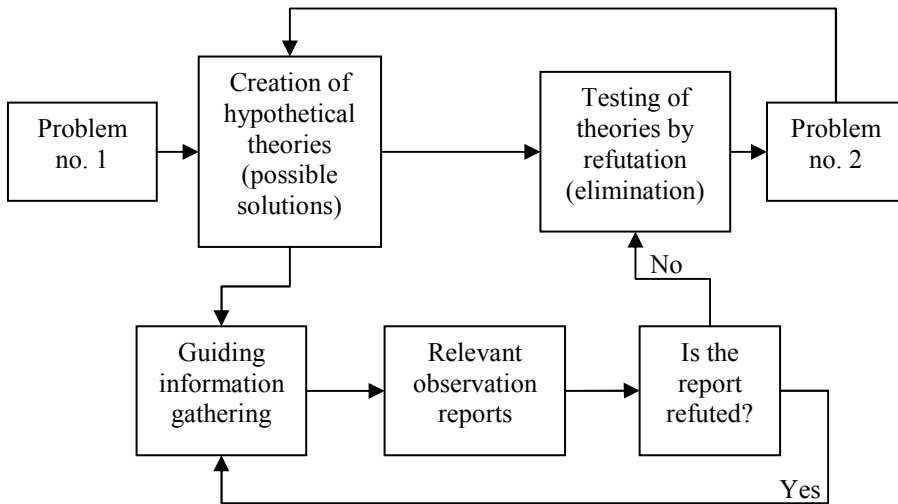 Problem
no. 1
Creation of
hypothetical
theories
(possible
solutions)
Testing of
theories by
refutation
(elimination)
Problem
no. 2
No
Guiding
information
gathering
Relevant
observation
reports
Is the
report
refuted?
Yes